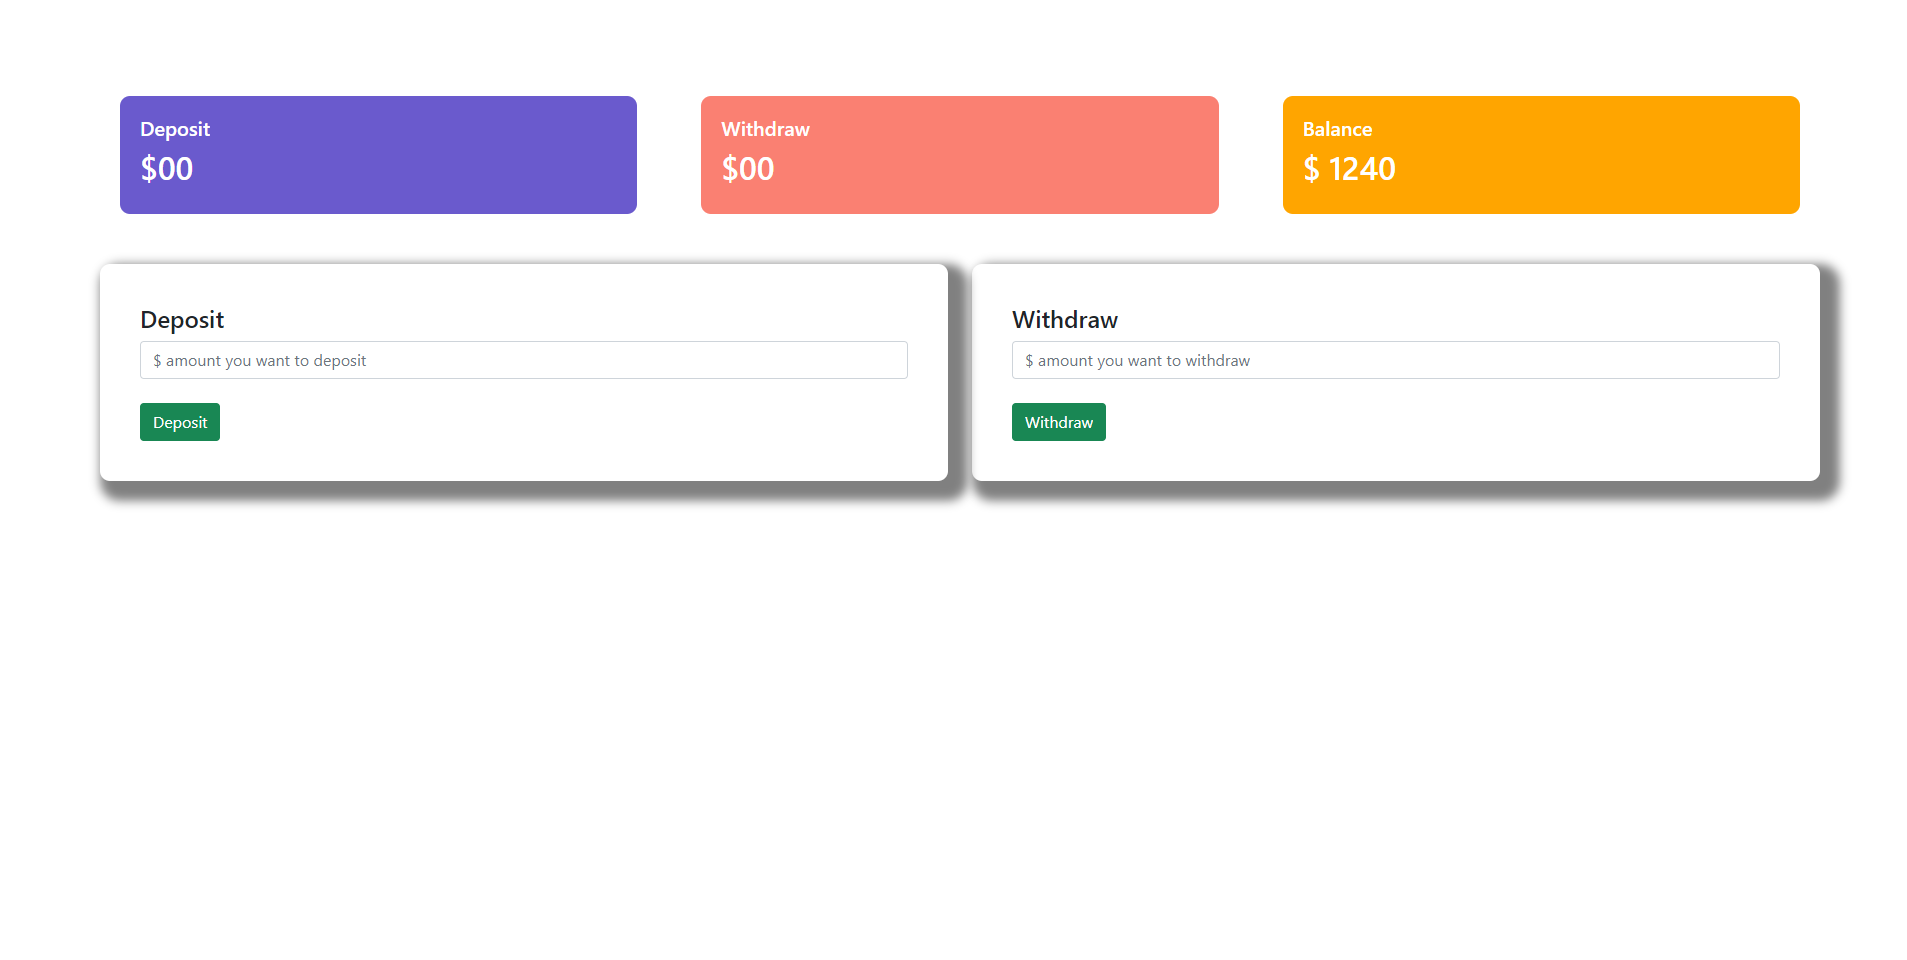 Deposit
$00
Withdraw
$00
Balance
$ 1240
Deposit
$ amount you want to deposit
Deposit
Withdraw
$ amount you want to withdraw
Withdraw